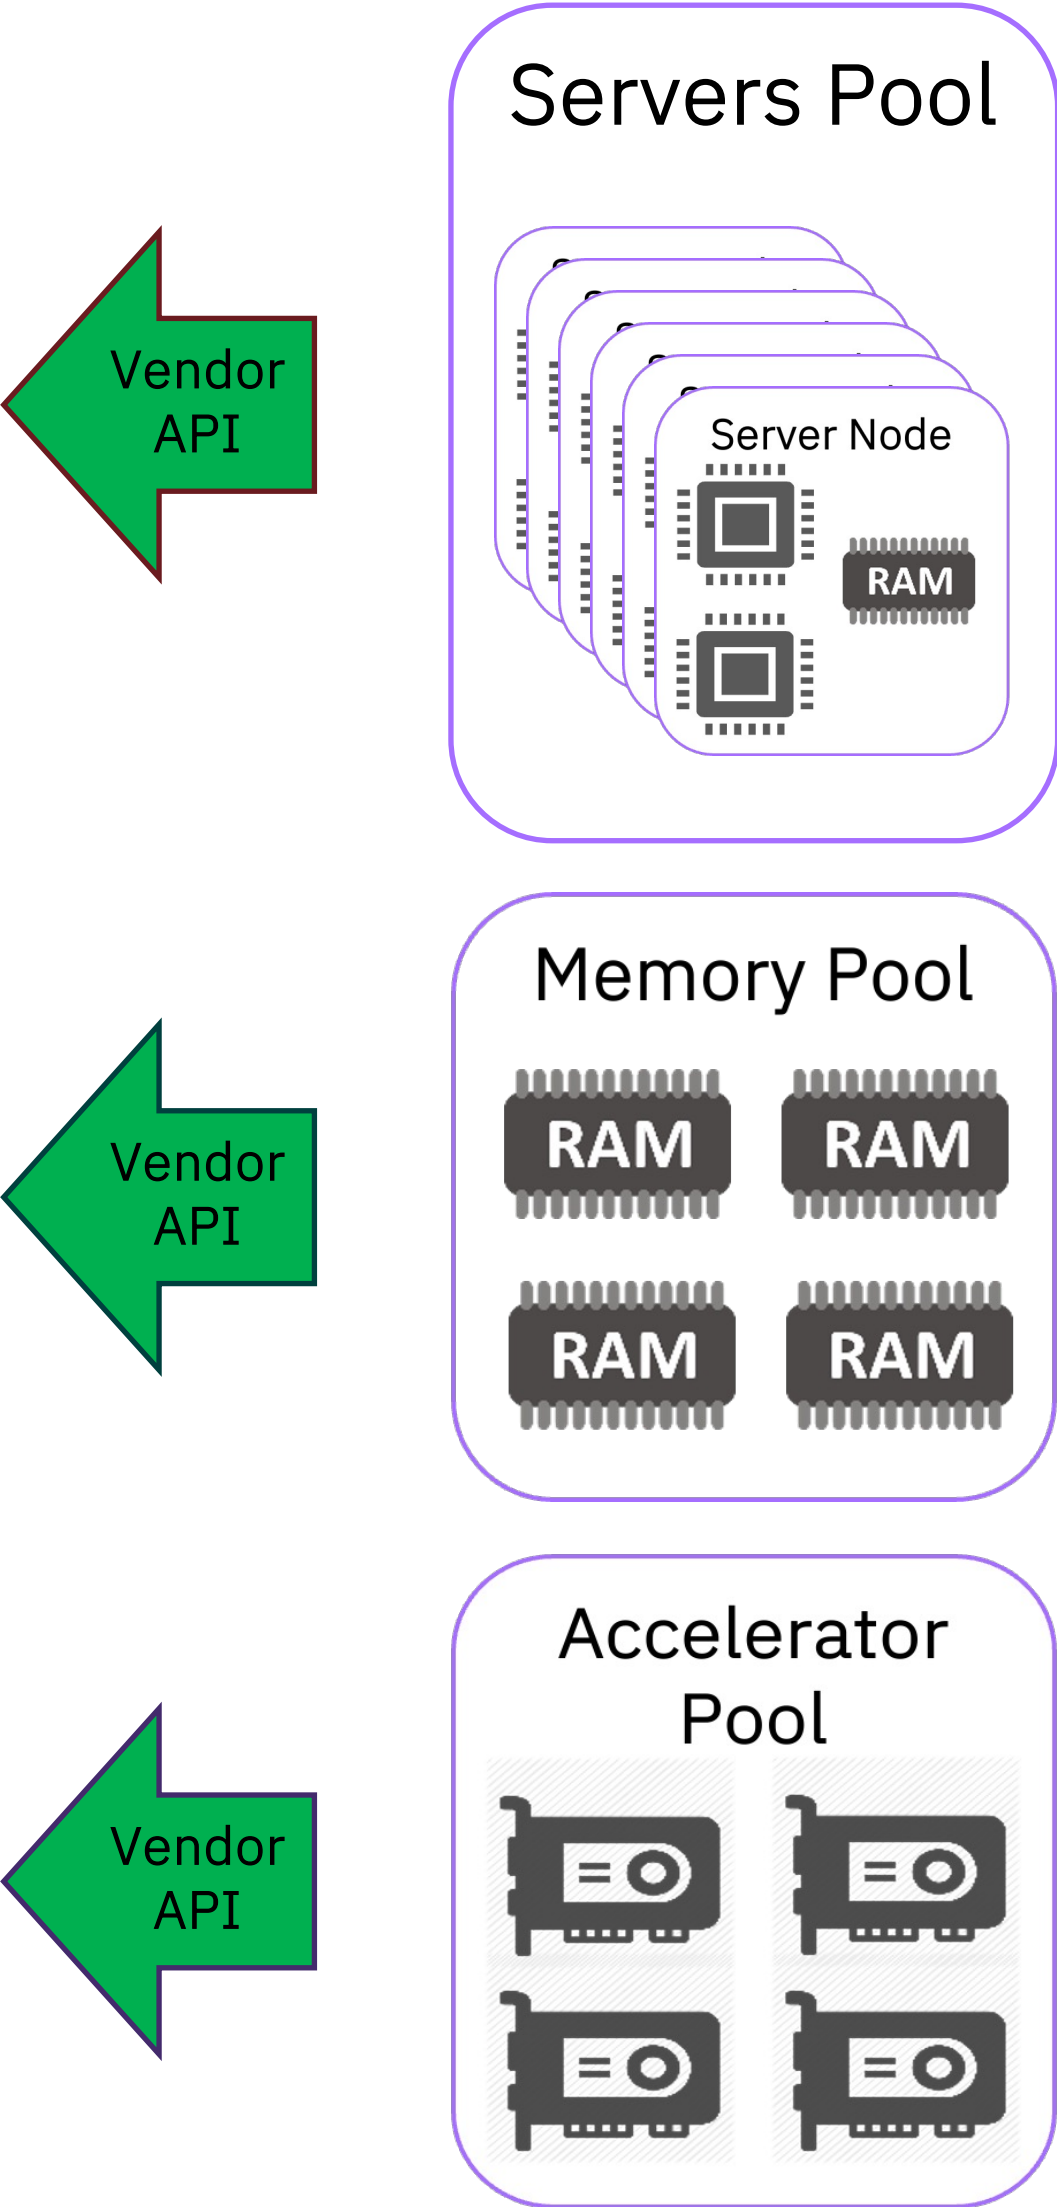 Servers Pool
Vendor
API
Server Node
RAM
Memory Pool
Vendor
API
RAM RAM
RAM RAM
Accelerator
Pool
Vendor
API